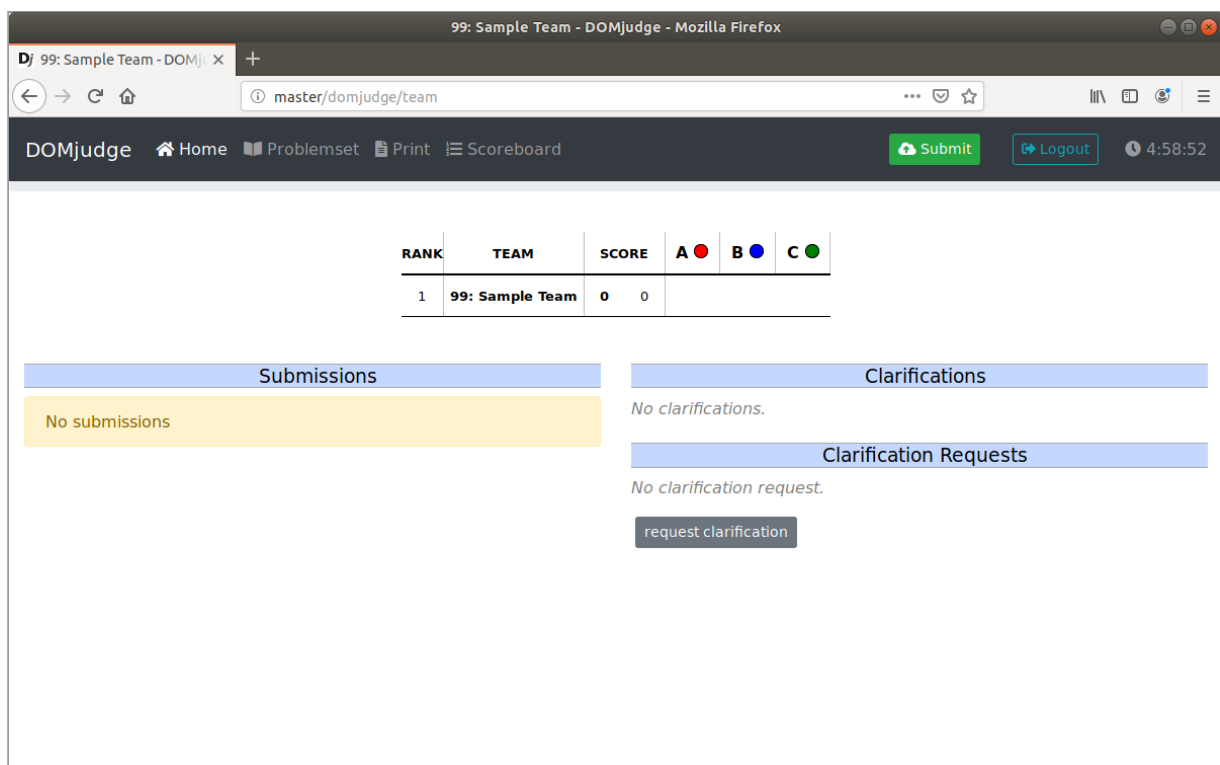 99: Sample Team - DOMjudge - Mozilla Firefox
Dj 99: Sample Team - DOMj
master/domjudge/team
DOMjudge Home Problemset Print Scoreboard Submit Logout 4:58:52
RANK TEAM SCORE A B C
1 99: Sample Team 0 0
Submissions
No submissions
Clarifications
No clarifications.
Clarification Requests
No clarification request.
request clarification